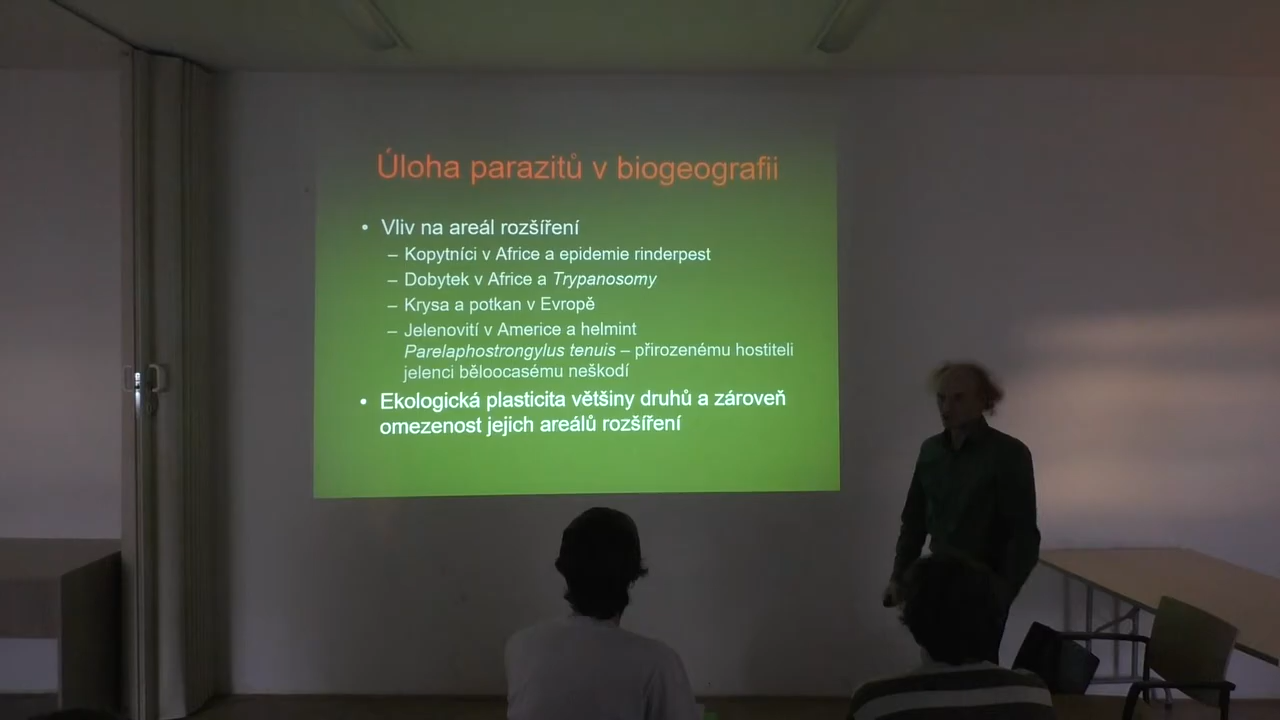 Úloha parazitů v biogeografii
• Vliv na areál rozšíření
– Kopytníci v Africe a epidemie rinderpest
– Dobytek v Africe a Trypanosomy
– Krysa a potkan v Evropě
– Jelenovití v Americe a helmint
Parelaphostrongylus tenuis – přirozenému hostiteli
jelenci běloocasému neškodí
• Ekologická plasticita většiny druhů a zároveň
omezenost jejich areálů rozšíření